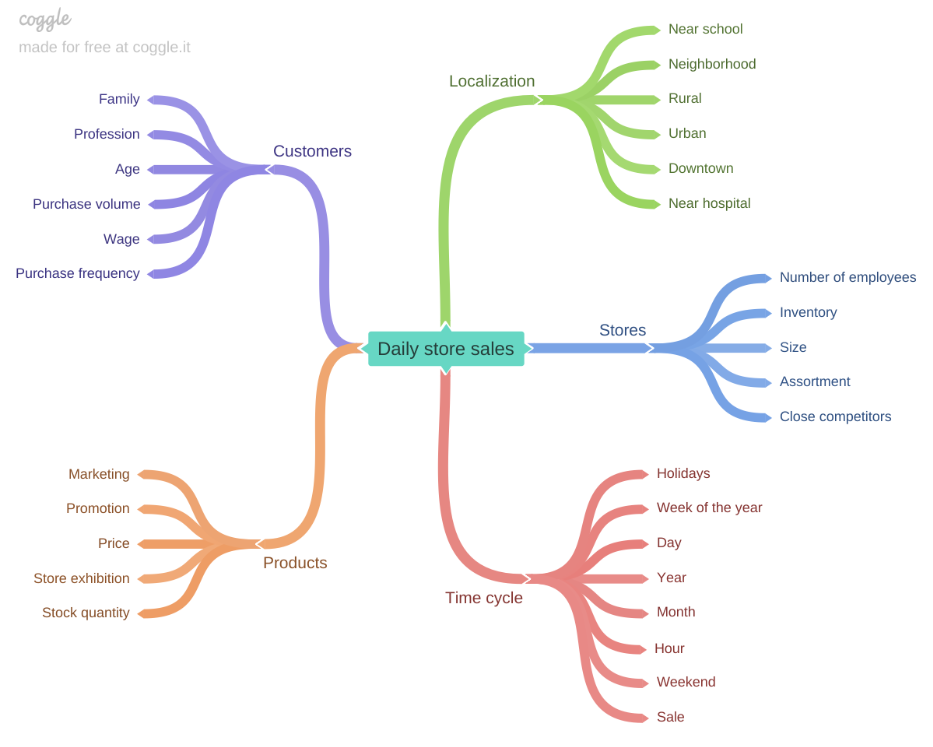 coggle
made for free at coggle.it
Daily store sales
Customers
Family
Profession
Age
Purchase volume
Wage
Purchase frequency
Products
Marketing
Promotion
Price
Store exhibition
Stock quantity
Localization
Near school
Neighborhood
Rural
Urban
Downtown
Near hospital
Stores
Number of employees
Inventory
Size
Assortment
Close competitors
Time cycle
Holidays
Week of the year
Day
Year
Month
Hour
Weekend
Sale